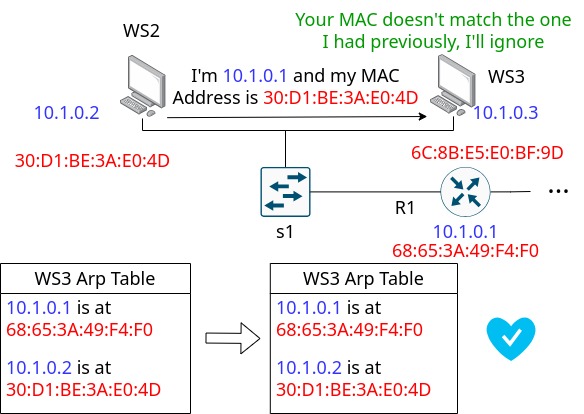 Your MAC doesn't match the one
I had previously, I'll ignore
WS2
I'm 10.1.0.1 and my MAC
Address is 30:D1:BE:3A:E0:4D
WS3
10.1.0.2
10.1.0.3
30:D1:BE:3A:E0:4D
6C:8B:E5:E0:BF:9D
...
R1
s1
10.1.0.1
68:65:3A:49:F4:F0
WS3 Arp Table
10.1.0.1 is at
68:65:3A:49:F4:F0
10.1.0.2 is at
30:D1:BE:3A:E0:4D
WS3 Arp Table
10.1.0.1 is at
68:65:3A:49:F4:F0
10.1.0.2 is at
30:D1:BE:3A:E0:4D